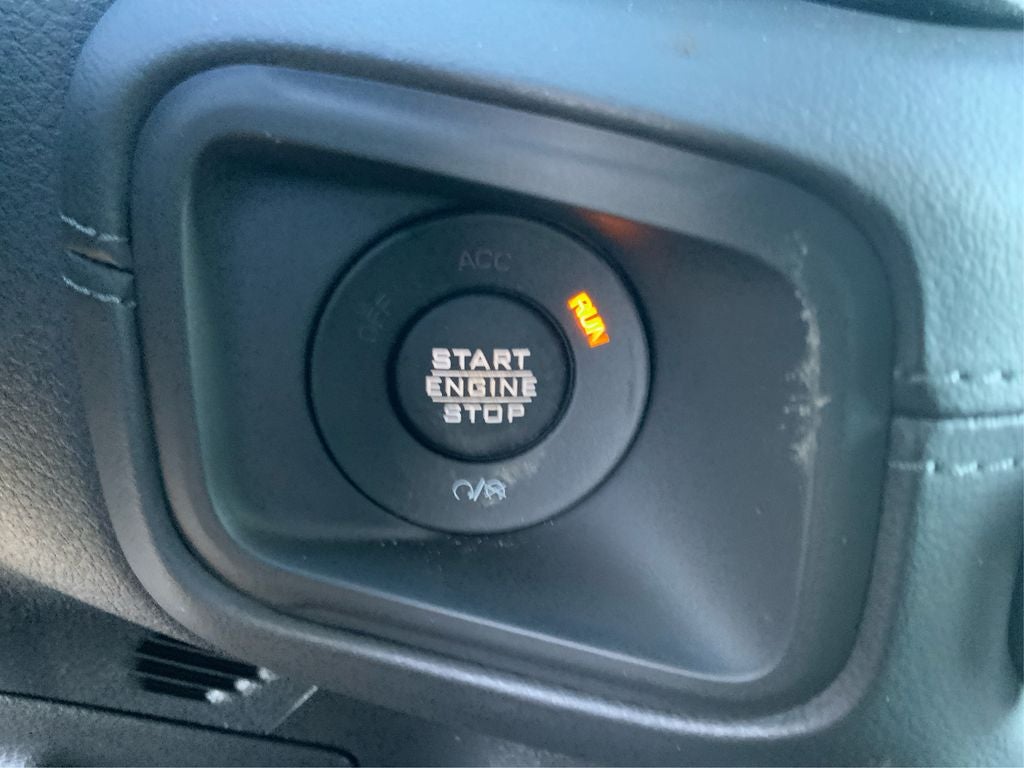 ACC
OFF
RUN
START
ENGINE
STOP